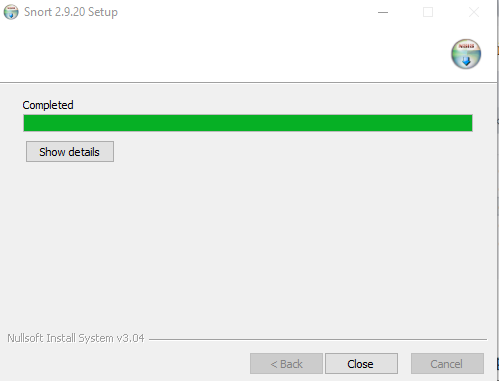 Snort 2.9.20 Setup
Completed
Show details
Nullsoft Install System v3.04
< Back
Close
Cancel